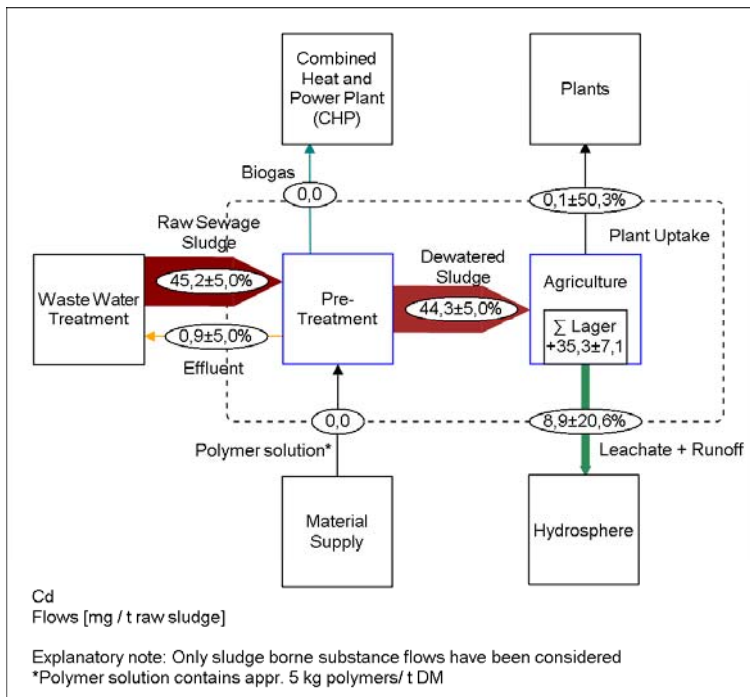 Combined
Heat and
Power Plant
(CHP)
Plants
Biogas
0,0
0,1±50,3%
Raw Sewage
Sludge
Plant Uptake
Dewatered
Sludge
Waste Water
Treatment
45,2±5,0%
Pre-
Treatment
44,3±5,0%
Agriculture
∑ Lager
+35,3±7,1
0,9±5,0%
Effluent
0,0
8,9±20,6%
Polymer solution*
Leachate + Runoff
Material
Supply
Hydrosphere
Cd
Flows [mg / t raw sludge]
Explanatory note: Only sludge borne substance flows have been considered
*Polymer solution contains appr. 5 kg polymers/ t DM